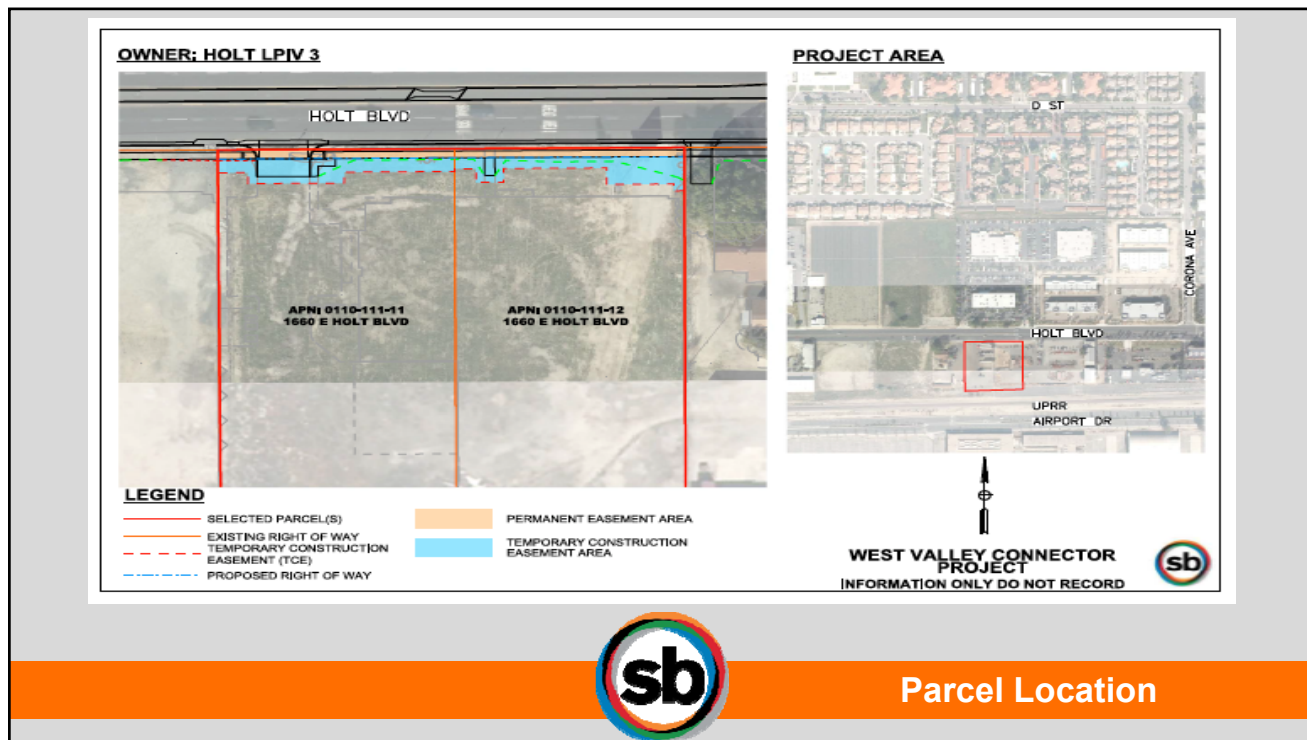 OWNER: HOLT LPIV 3
HOLT BLVD
APN: 0110-111-11
1660 E HOLT BLVD
APN: 0110-111-12
1660 E HOLT BLVD
LEGEND
SELECTED PARCEL(S)
EXISTING RIGHT OF WAY
TEMPORARY CONSTRUCTION
EASEMENT (TCE)
PROPOSED RIGHT OF WAY
PERMANENT EASEMENT AREA
TEMPORARY CONSTRUCTION
EASEMENT AREA
PROJECT AREA
D ST
CORONA AVE
HOLT BLVD
UPRR
AIRPORT DR
WEST VALLEY CONNECTOR
PROJECT
INFORMATION ONLY DO NOT RECORD
sb
sb
Parcel Location